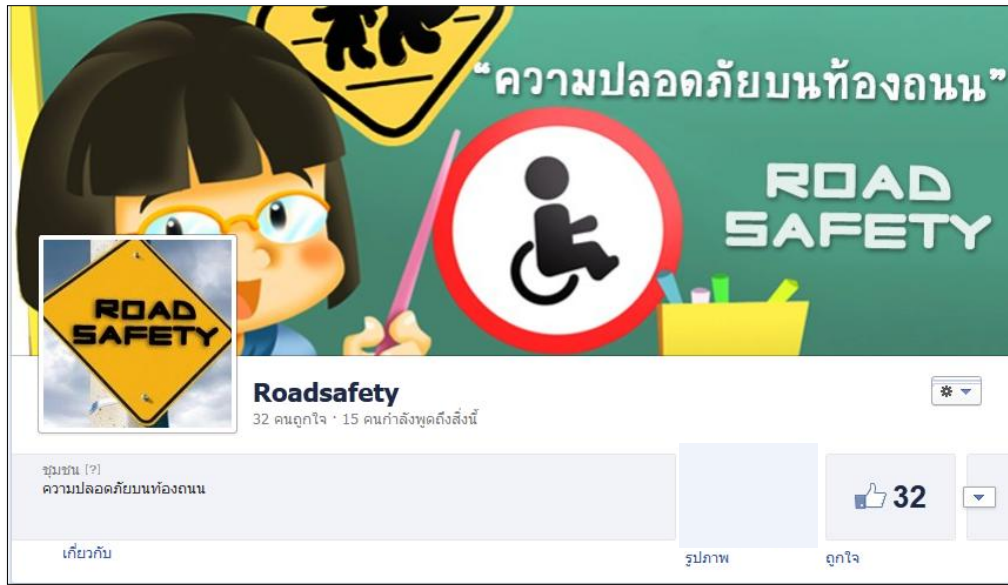 “ความปลอดภัยบนท้องถนน”
ROAD
SAFETY
ROAD
SAFETY
Roadsafety
32 คนถูกใจ · 15 คนกำลังพูดถึงสิ่งนี้
ชุมชน [?]
ความปลอดภัยบนท้องถนน
32
เกี่ยวกับ
รูปภาพ
ถูกใจ